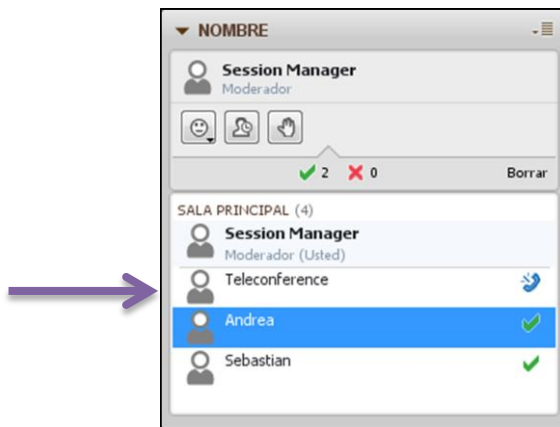 NOMBRE
Session Manager
Moderador
2 0 Borrar
SALA PRINCIPAL (4)
Session Manager
Moderador (Usted)
Teleconference
Andrea
Sebastian